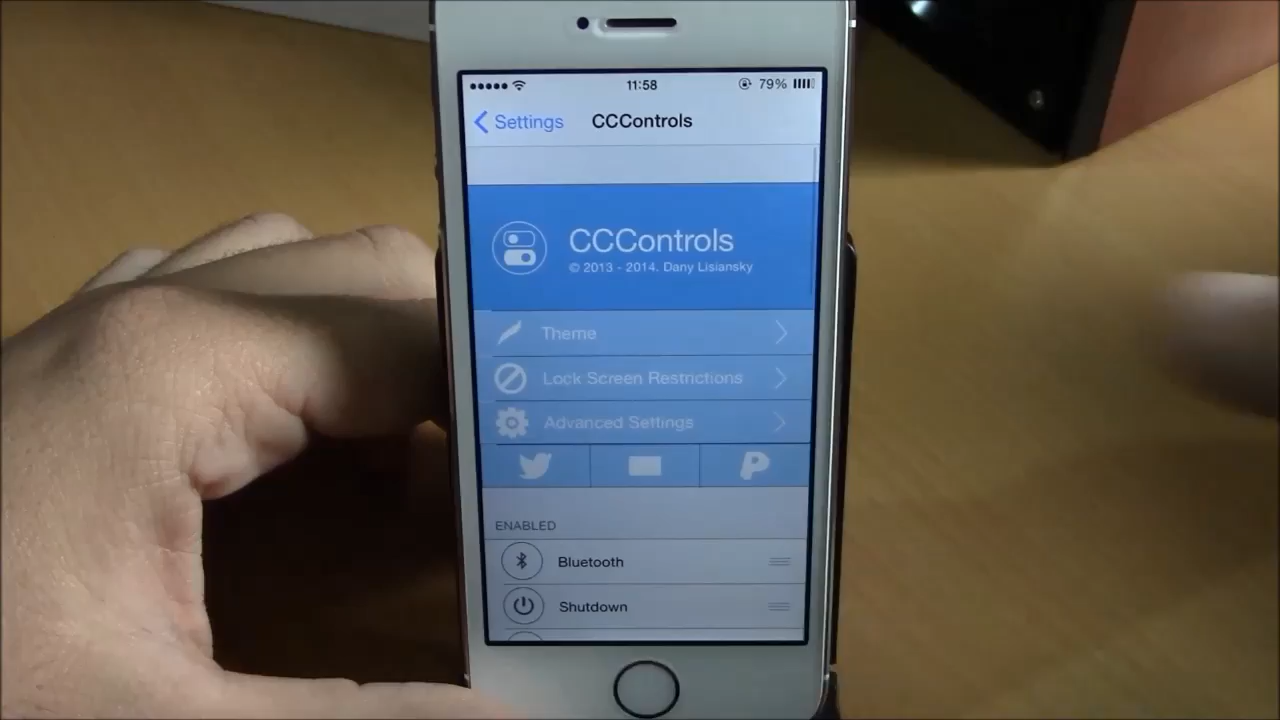 11:58
79%
Settings
CCControls
CCControls
© 2013 - 2014. Dany Lisiansky
Theme
Lock Screen Restrictions
Advanced Settings
ENABLED
Bluetooth
Shutdown